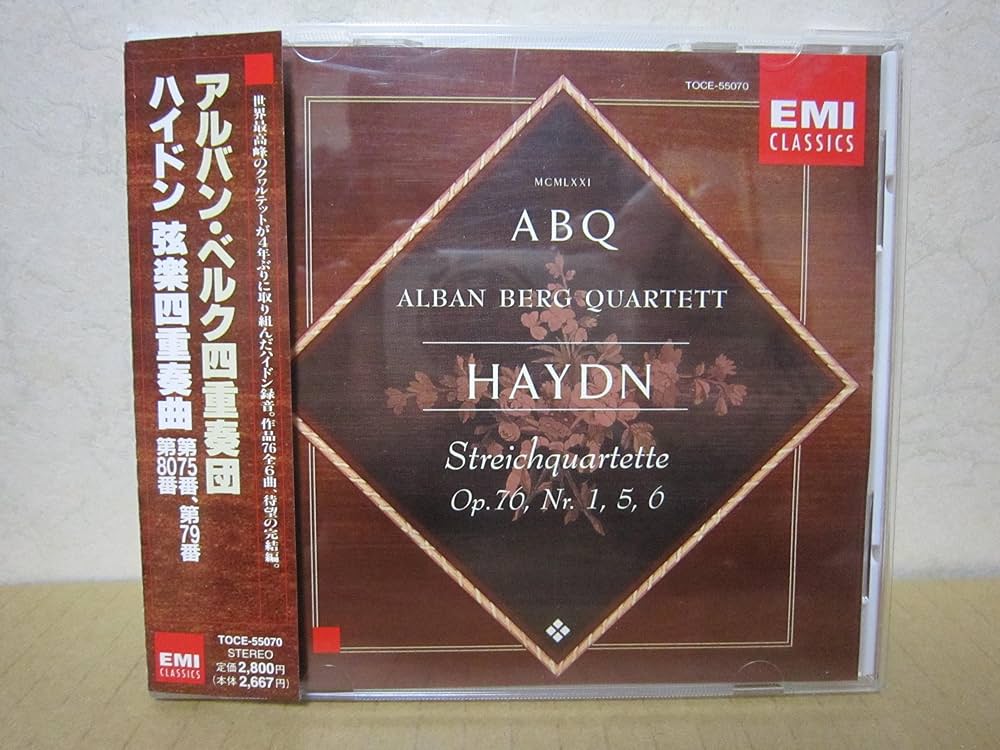 アルバン・ベルク四重奏団
ハイドン 弦楽四重奏曲 第75番、第79番
第80番
世界最高峰のクヮルテットが4年ぶりに取り組んだハイドン録音。作品76全6曲、待望の完結編。
TOCE-55070
STEREO
定価2,800円
(本体2,667円)
EMI
CLASSICS
TOCE-55070
EMI
CLASSICS
MCMLXXI
ABQ
ALBAN BERG QUARTETT
HAYDN
Streichquartette
Op.76, Nr. 1, 5, 6